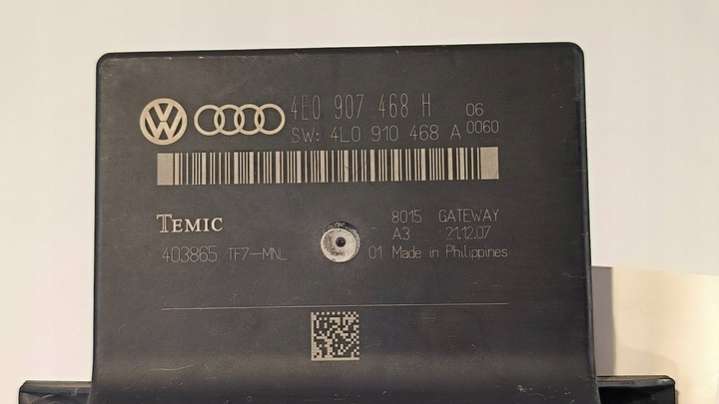 4E0 907 468 H 06
SW: 4L0 910 468 A 0060
TEMIC 8015 GATEWAY
A3 21.12.07
403865 TF7-MNL 01 Made in Philippines